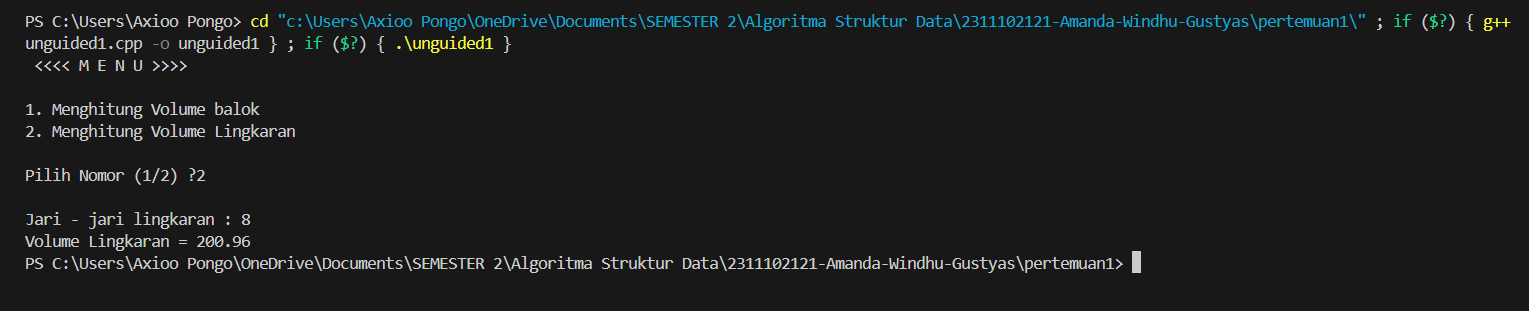 PS C:\Users\Axioo Pongo> cd "c:\Users\Axioo Pongo\OneDrive\Documents\SEMESTER 2\Algoritma Struktur Data\2311102121-Amanda-Windhu-Gustyas\pertemuan1\" ; if ($?) { g++
unguided1.cpp -o unguided1 } ; if ($?) { .\unguided1 }
<<<< M E N U >>>>
1. Menghitung Volume balok
2. Menghitung Volume Lingkaran
Pilih Nomor (1/2) ?2
Jari - jari lingkaran : 8
Volume Lingkaran = 200.96
PS C:\Users\Axioo Pongo\OneDrive\Documents\SEMESTER 2\Algoritma Struktur Data\2311102121-Amanda-Windhu-Gustyas\pertemuan1>